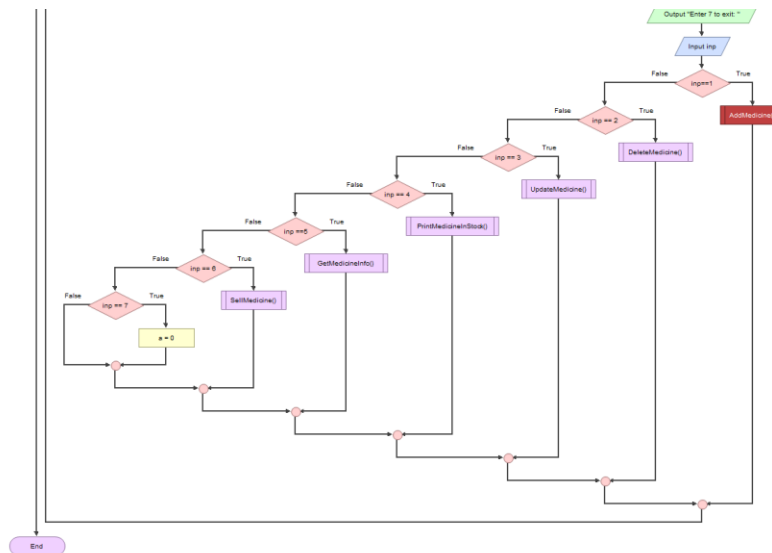 Output "Enter 7 to exit: "
Input inp
False
inp==1
True
AddMedicine(
False
inp == 2
True
DeleteMedicine()
False
inp == 3
True
UpdateMedicine()
False
inp == 4
True
PrintMedicineInStock()
False
inp ==5
True
GetMedicineInfo()
False
inp == 6
True
SellMedicine()
False
inp == 7
True
a = 0
End